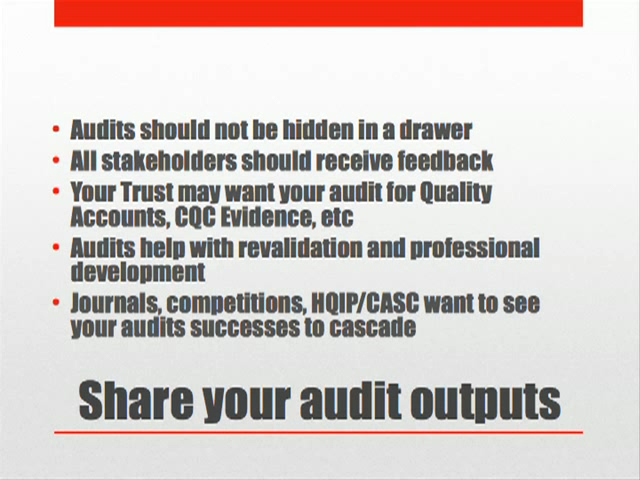 • Audits should not be hidden in a drawer
• All stakeholders should receive feedback
• Your Trust may want your audit for Quality
Accounts, CQC Evidence, etc
• Audits help with revalidation and professional
development
• Journals, competitions, HQIP/CASC want to see
your audits successes to cascade
Share your audit outputs